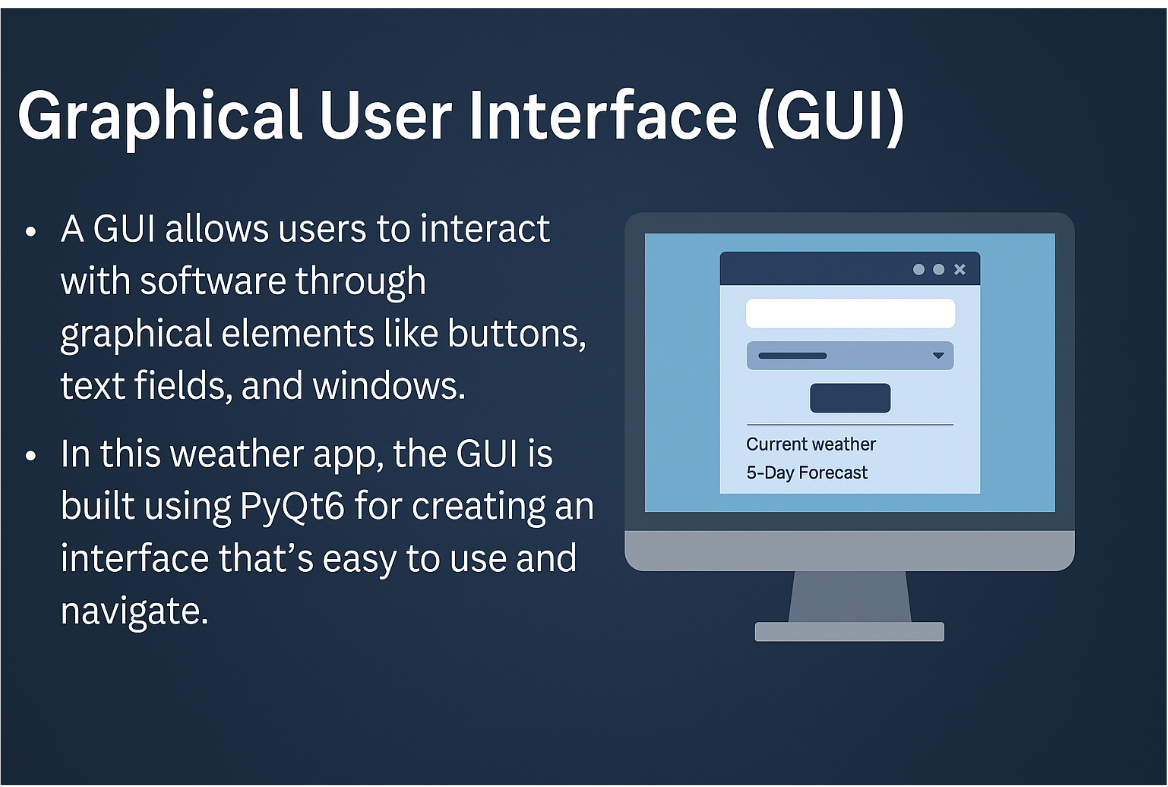 Graphical User Interface (GUI)
• A GUI allows users to interact
with software through
graphical elements like buttons,
text fields, and windows.
• In this weather app, the GUI is
built using PyQt6 for creating an
interface that’s easy to use and
navigate.
Current weather
5-Day Forecast